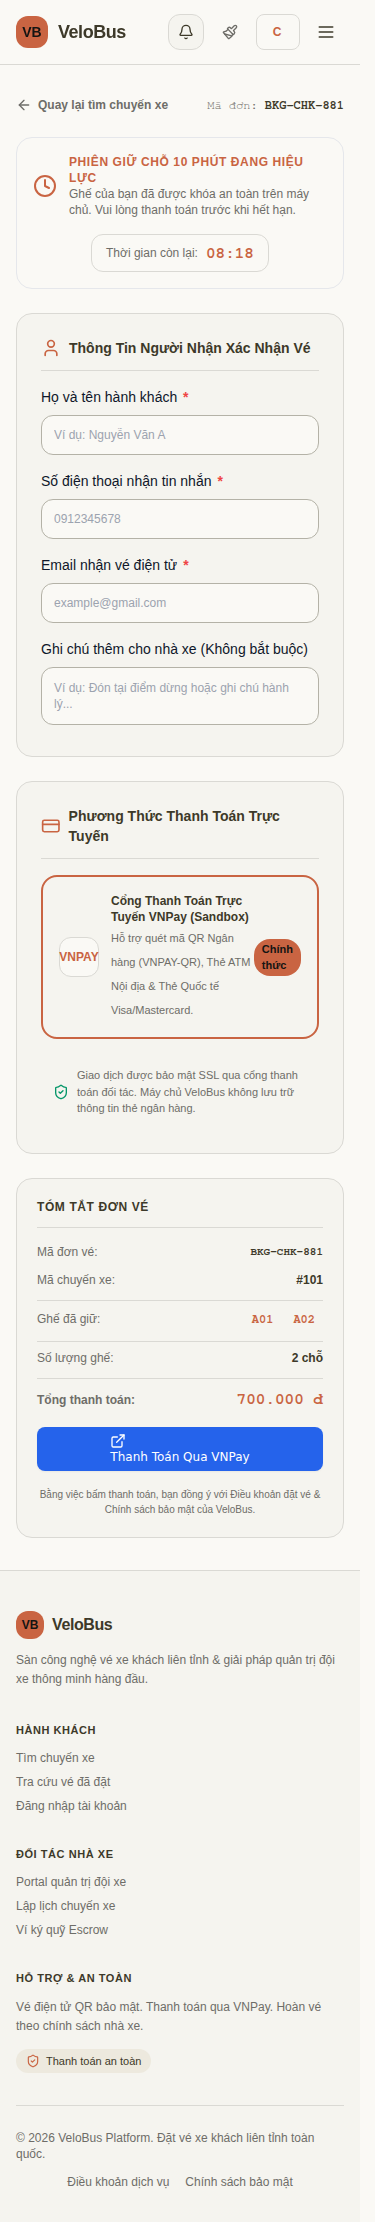 VB VeloBus C
Quay lại tìm chuyến xe Mã đơn: BKG-CHK-881
PHIÊN GIỮ CHỖ 10 PHÚT ĐANG HIỆU
LỰC
Ghế của bạn đã được khóa an toàn trên máy
chủ. Vui lòng thanh toán trước khi hết hạn.
Thời gian còn lại: 08:18
Thông Tin Người Nhận Xác Nhận Vé
Họ và tên hành khách *
Ví dụ: Nguyễn Văn A
Số điện thoại nhận tin nhắn *
0912345678
Email nhận vé điện tử *
example@gmail.com
Ghi chú thêm cho nhà xe (Không bắt buộc)
Ví dụ: Đón tại điểm dừng hoặc ghi chú hành
lý...
Phương Thức Thanh Toán Trực
Tuyến
VNPAY
Cổng Thanh Toán Trực
Tuyến VNPay (Sandbox)
Hỗ trợ quét mã QR Ngân
hàng (VNPAY-QR), Thẻ ATM
Nội địa & Thẻ Quốc tế
Visa/Mastercard.
Chính
thức
Giao dịch được bảo mật SSL qua cổng thanh
toán đối tác. Máy chủ VeloBus không lưu trữ
thông tin thẻ ngân hàng.
TÓM TẮT ĐƠN VÉ
Mã đơn vé: BKG-CHK-881
Mã chuyến xe: #101
Ghế đã giữ: A01 A02
Số lượng ghế: 2 chỗ
Tổng thanh toán: 700.000 đ
Thanh Toán Qua VNPay
Bằng việc bấm thanh toán, bạn đồng ý với Điều khoản đặt vé &
Chính sách bảo mật của VeloBus.
VB VeloBus
Sàn công nghệ vé xe khách liên tỉnh & giải pháp quản trị đội
xe thông minh hàng đầu.
HÀNH KHÁCH
Tìm chuyến xe
Tra cứu vé đã đặt
Đăng nhập tài khoản
ĐỐI TÁC NHÀ XE
Portal quản trị đội xe
Lập lịch chuyến xe
Ví ký quỹ Escrow
HỖ TRỢ & AN TOÀN
Vé điện tử QR bảo mật. Thanh toán qua VNPay. Hoàn vé
theo chính sách nhà xe.
Thanh toán an toàn
© 2026 VeloBus Platform. Đặt vé xe khách liên tỉnh toàn
quốc.
Điều khoản dịch vụ Chính sách bảo mật